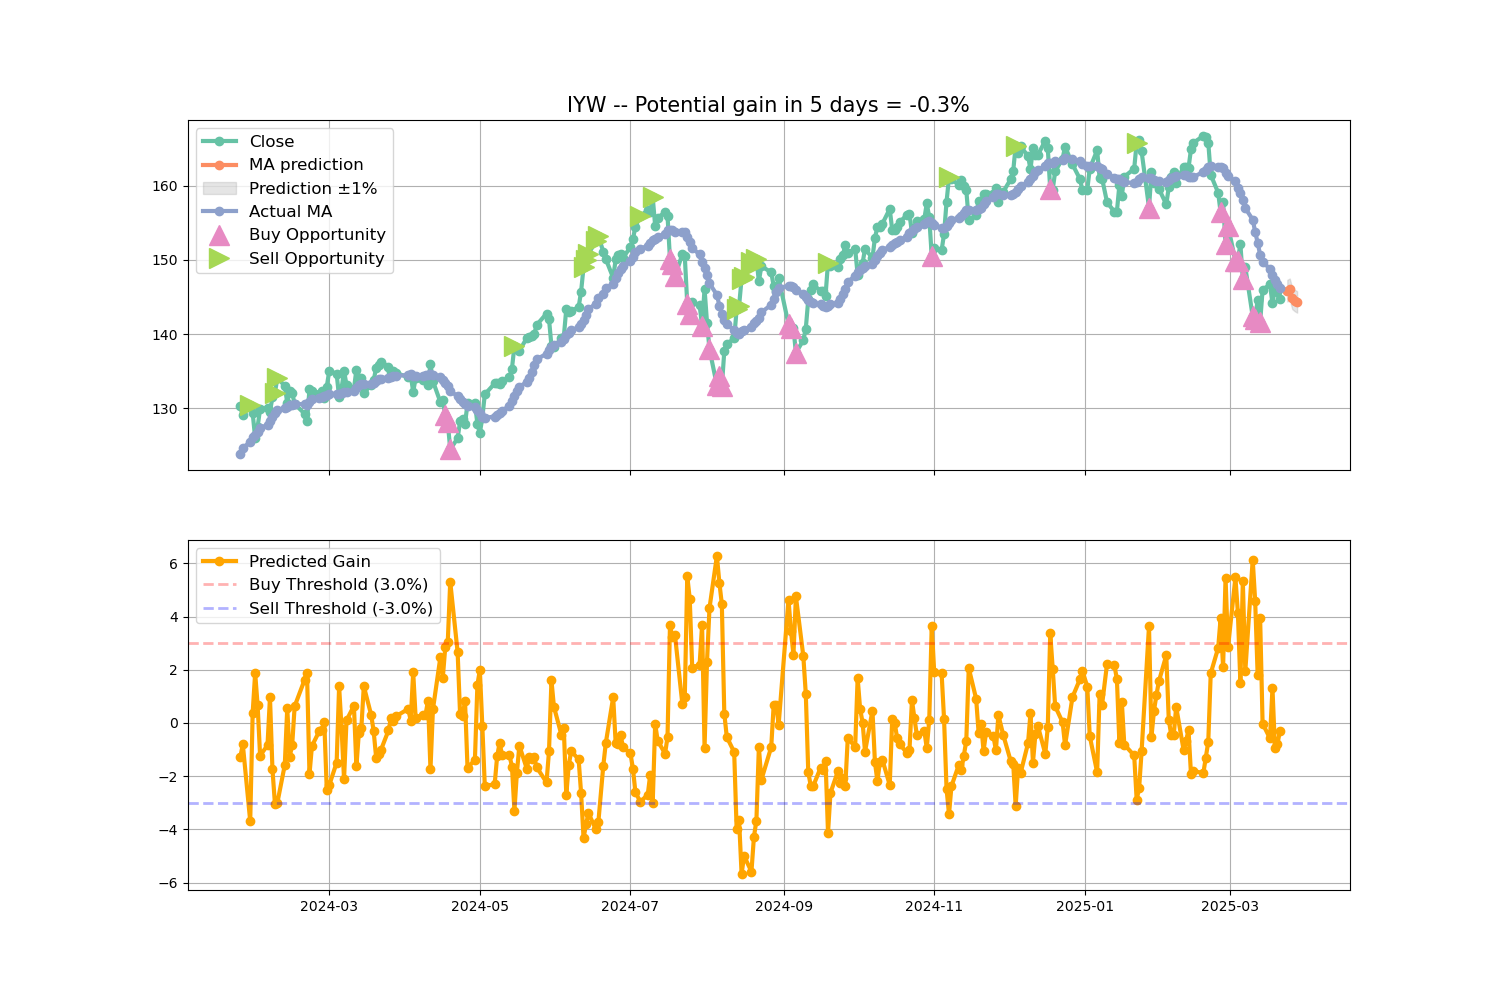 IYW -- Potential gain in 5 days = -0.3%
Close
MA prediction
Prediction ±1%
Actual MA
Buy Opportunity
Sell Opportunity
160
150
140
130
Predicted Gain
Buy Threshold (3.0%)
Sell Threshold (-3.0%)
6
4
2
0
−2
−4
−6
2024-03
2024-05
2024-07
2024-09
2024-11
2025-01
2025-03